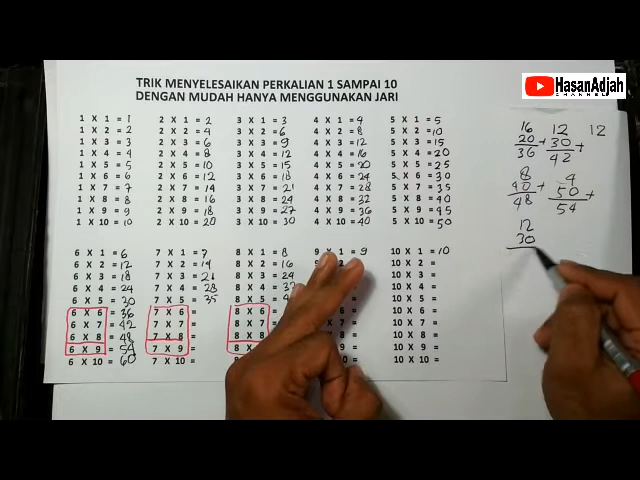 HasanAdjah
CHANNEL
TRIK MENYELESAIKAN PERKALIAN 1 SAMPAI 10
DENGAN MUDAH HANYA MENGGUNAKAN JARI
1 X 1 = 1
1 X 2 = 2
1 X 3 = 3
1 X 4 = 4
1 X 5 = 5
1 X 6 = 6
1 X 7 = 7
1 X 8 = 8
1 X 9 = 9
1 X 10 = 10
2 X 1 = 2
2 X 2 = 4
2 X 3 = 6
2 X 4 = 8
2 X 5 = 10
2 X 6 = 12
2 X 7 = 14
2 X 8 = 16
2 X 9 = 18
2 X 10 = 20
3 X 1 = 3
3 X 2 = 6
3 X 3 = 9
3 X 4 = 12
3 X 5 = 15
3 X 6 = 18
3 X 7 = 21
3 X 8 = 24
3 X 9 = 27
3 X 10 = 30
4 X 1 = 4
4 X 2 = 8
4 X 3 = 12
4 X 4 = 16
4 X 5 = 20
4 X 6 = 24
4 X 7 = 28
4 X 8 = 32
4 X 9 = 36
4 X 10 = 40
5 X 1 = 5
5 X 2 = 10
5 X 3 = 15
5 X 4 = 20
5 X 5 = 25
5 X 6 = 30
5 X 7 = 35
5 X 8 = 40
5 X 9 = 45
5 X 10 = 50
6 X 1 = 6
6 X 2 = 12
6 X 3 = 18
6 X 4 = 24
6 X 5 = 20
6 X 6 = 36
6 X 7 = 42
6 X 8 = 48
6 X 9 = 54
6 X 10 = 60
7 X 1 = 7
7 X 2 = 14
7 X 3 = 21
7 X 4 = 28
7 X 5 = 35
7 X 6 =
7 X 7 =
7 X 8 =
7 X 9 =
7 X 10 =
8 X 1 = 8
8 X 2 = 16
8 X 3 = 24
8 X 4 = 32
8 X 5 = 4
8 X 6
8 X 7
8 X 8
8
9 X 1 = 9
10 X 1 = 10
10 X 2 =
10 X 3 =
10 X 4 =
10 X 5 =
10 X 6 =
10 X 7 =
10 X 8 =
10 X 9 =
10 X 10 =
16
20 +
36
12
30 +
42
12
8
40 +
48
4
50 +
54
12
30